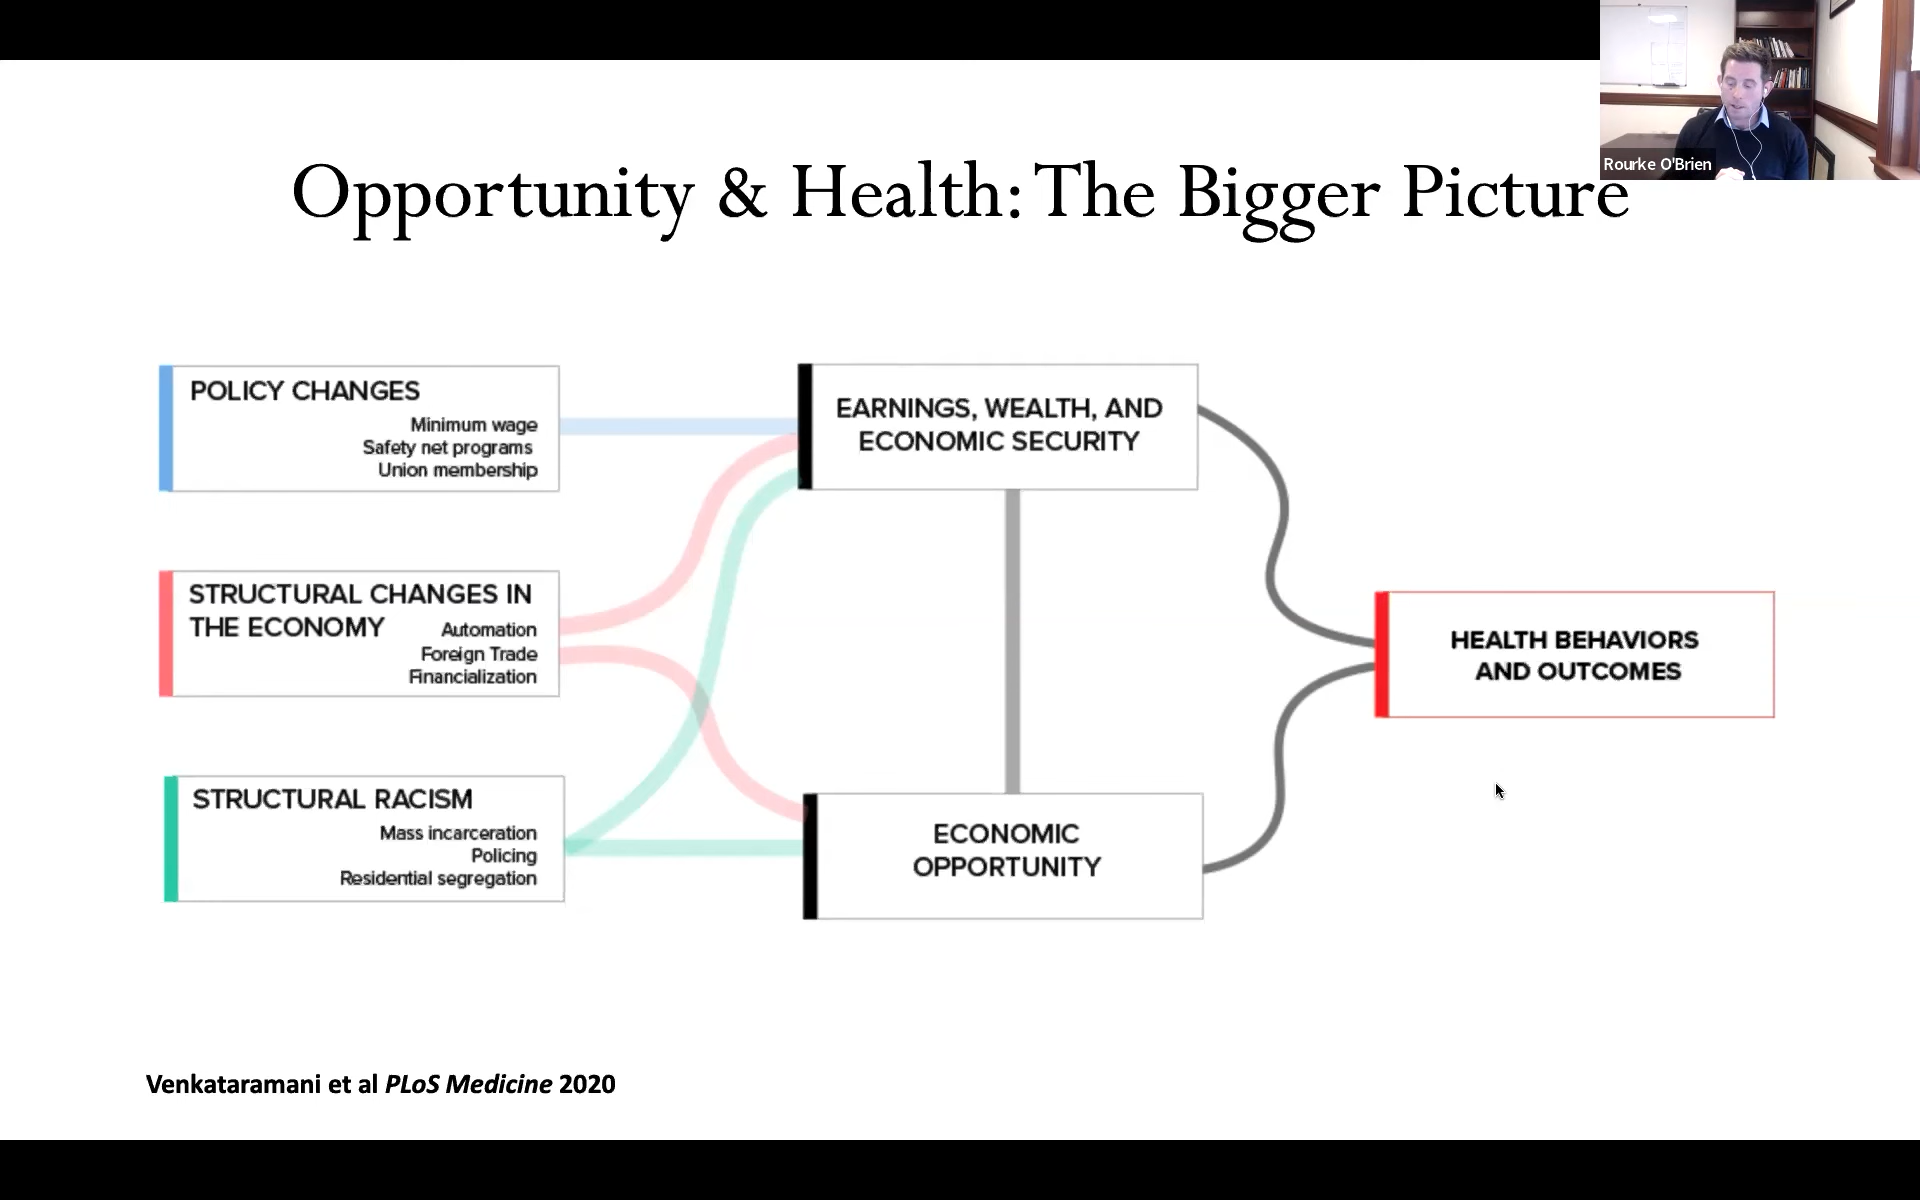 Rourke O'Brien
Opportunity & Health: The Bigger Picture
POLICY CHANGES
Minimum wage
Safety net programs
Union membership
STRUCTURAL CHANGES IN
THE ECONOMY
Automation
Foreign Trade
Financialization
STRUCTURAL RACISM
Mass incarceration
Policing
Residential segregation
EARNINGS, WEALTH, AND
ECONOMIC SECURITY
ECONOMIC
OPPORTUNITY
HEALTH BEHAVIORS
AND OUTCOMES
Venkataramani et al PLoS Medicine 2020